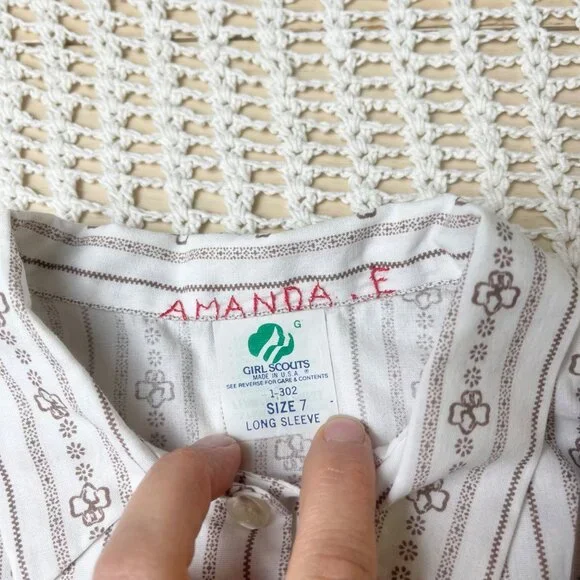 AMANDA . E
G
GIRL SCOUTS
MADE IN U.S.A. ®
SEE REVERSE FOR CARE & CONTENTS
1-302
SIZE 7
LONG SLEEVE